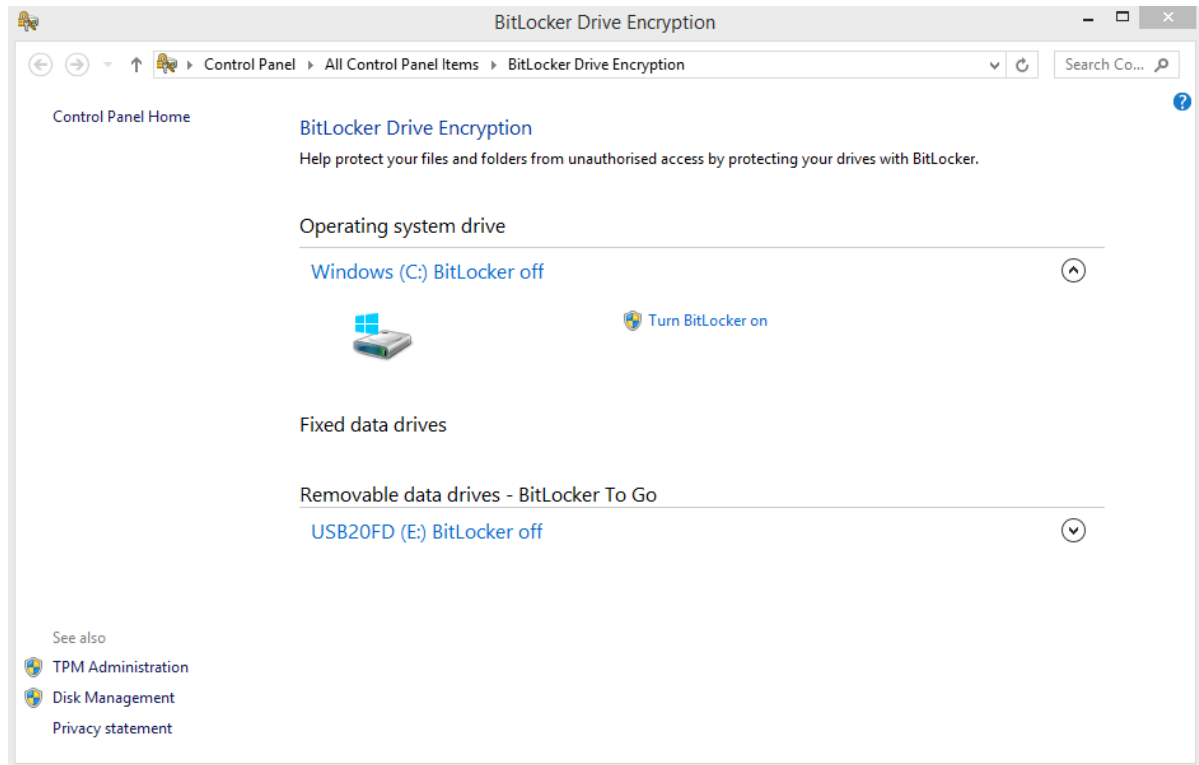 BitLocker Drive Encryption
Control Panel All Control Panel Items BitLocker Drive Encryption
Search Co...
Control Panel Home
BitLocker Drive Encryption
Help protect your files and folders from unauthorised access by protecting your drives with BitLocker.
Operating system drive
Windows (C:) BitLocker off
Turn BitLocker on
Fixed data drives
Removable data drives - BitLocker To Go
USB20FD (E:) BitLocker off
See also
TPM Administration
Disk Management
Privacy statement